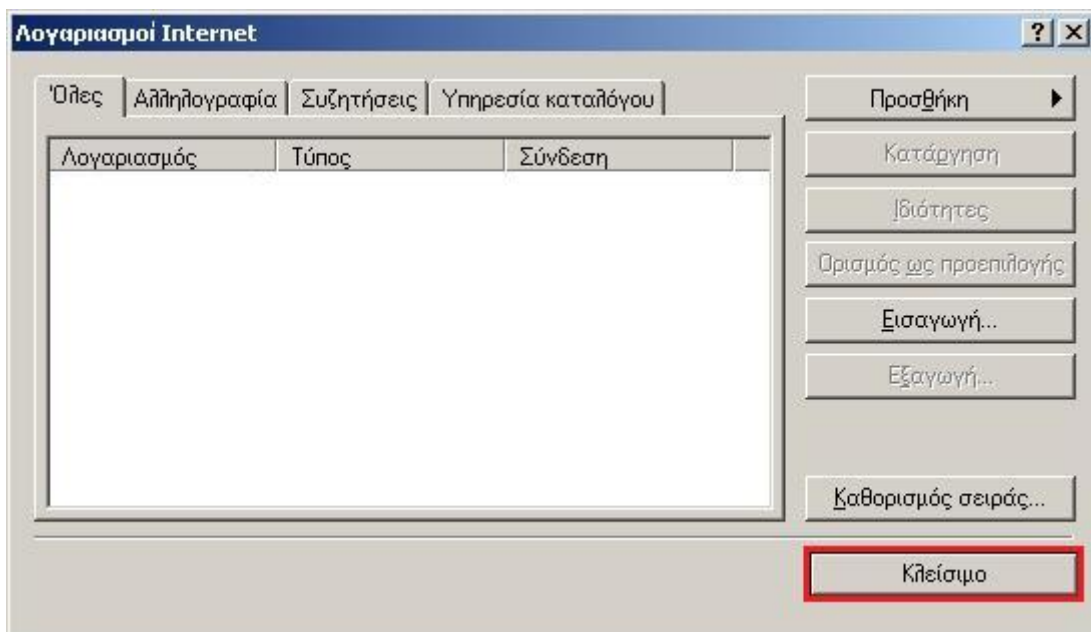 Λογαριασμοί Internet
Όλες Αλληλογραφία Συζητήσεις Υπηρεσία καταλόγου
Λογαριασμός Τύπος Σύνδεση
Προσθήκη
Κατάργηση
Ιδιότητες
Ορισμός ως προεπιλογής
Εισαγωγή...
Εξαγωγή...
Καθορισμός σειράς...
Κλείσιμο